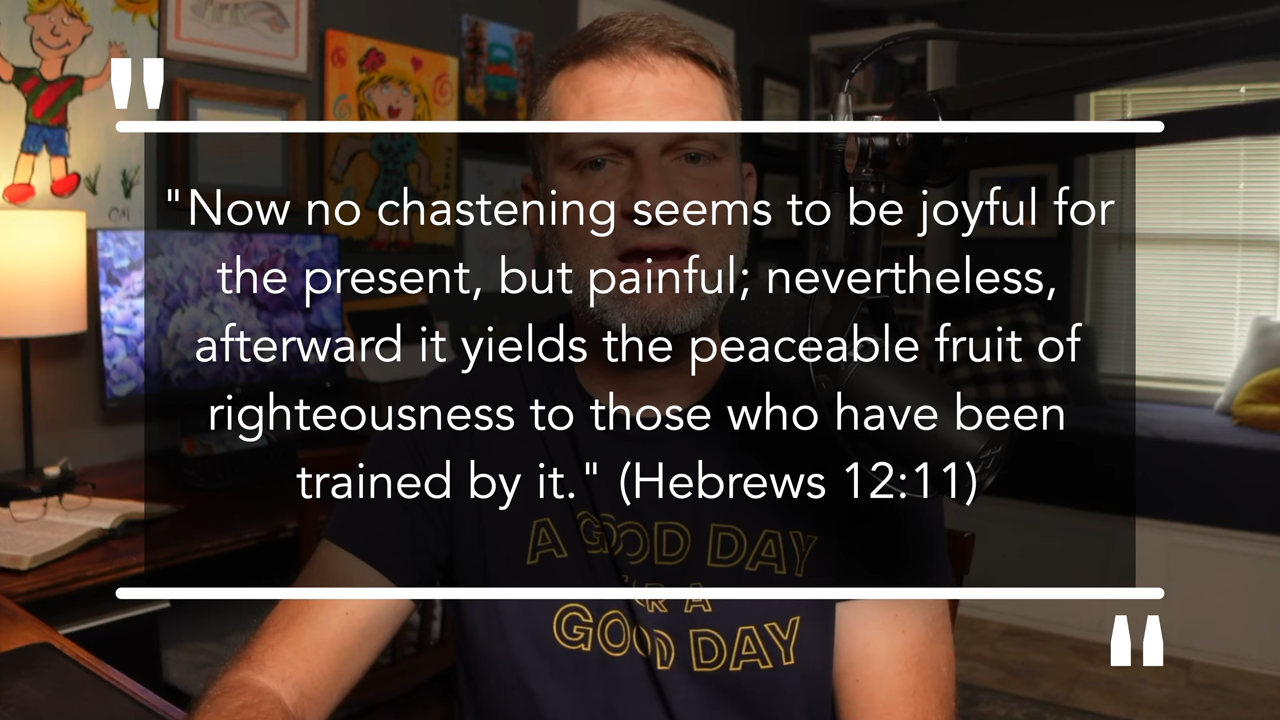 "Now no chastening seems to be joyful for
the present, but painful; nevertheless,
afterward it yields the peaceable fruit of
righteousness to those who have been
trained by it." (Hebrews 12:11)
A GOOD DAY
A
GOOD DAY